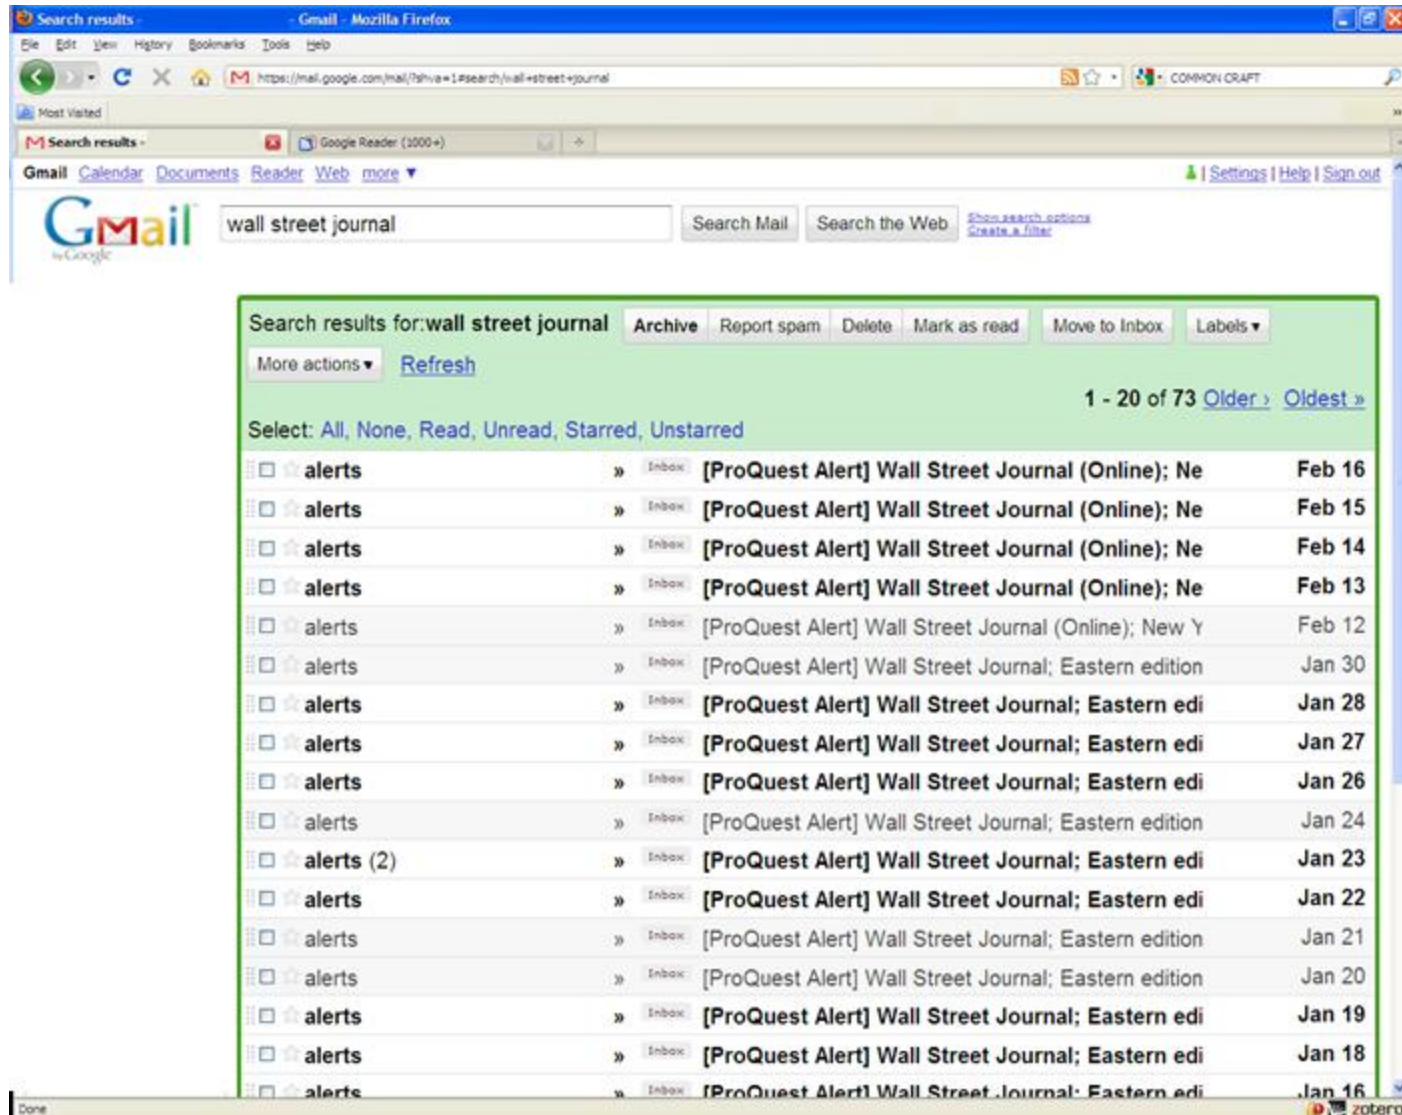 Search results -  - Gmail - Mozilla Firefox
File Edit View History Bookmarks Tools Help
https://mail.google.com/mail/?shva=1#search/wall+street+journal COMMON CRAFT
Most Visited
Search results - Google Reader (1000+)
Gmail Calendar Documents Reader Web more ▼ | Settings | Help | Sign out
Gmail by Google wall street journal Search Mail Search the Web Show search options
Create a filter
Search results for:wall street journal Archive Report spam Delete Mark as read Move to Inbox Labels ▾
More actions ▾ Refresh
1 - 20 of 73 Older › Oldest »
Select: All, None, Read, Unread, Starred, Unstarred
alerts » Inbox [ProQuest Alert] Wall Street Journal (Online); Ne Feb 16
alerts » Inbox [ProQuest Alert] Wall Street Journal (Online); Ne Feb 15
alerts » Inbox [ProQuest Alert] Wall Street Journal (Online); Ne Feb 14
alerts » Inbox [ProQuest Alert] Wall Street Journal (Online); Ne Feb 13
alerts » Inbox [ProQuest Alert] Wall Street Journal (Online); New Y Feb 12
alerts » Inbox [ProQuest Alert] Wall Street Journal; Eastern edition Jan 30
alerts » Inbox [ProQuest Alert] Wall Street Journal; Eastern edi Jan 28
alerts » Inbox [ProQuest Alert] Wall Street Journal; Eastern edi Jan 27
alerts » Inbox [ProQuest Alert] Wall Street Journal; Eastern edi Jan 26
alerts » Inbox [ProQuest Alert] Wall Street Journal; Eastern edition Jan 24
alerts (2) » Inbox [ProQuest Alert] Wall Street Journal; Eastern edi Jan 23
alerts » Inbox [ProQuest Alert] Wall Street Journal; Eastern edi Jan 22
alerts » Inbox [ProQuest Alert] Wall Street Journal; Eastern edition Jan 21
alerts » Inbox [ProQuest Alert] Wall Street Journal; Eastern edition Jan 20
alerts » Inbox [ProQuest Alert] Wall Street Journal; Eastern edi Jan 19
alerts » Inbox [ProQuest Alert] Wall Street Journal; Eastern edi Jan 18
alerts » Inbox [ProQuest Alert] Wall Street Journal; Eastern edi Jan 16
Done zotero